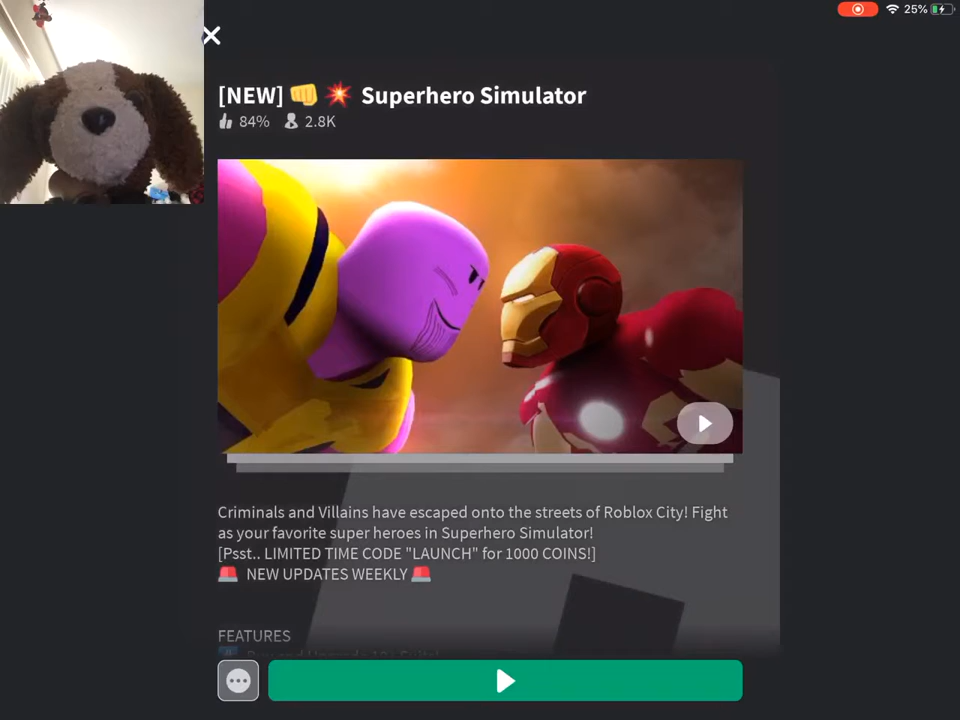 25%
[NEW] 👊 💥 Superhero Simulator
84% 2.8K
Criminals and Villains have escaped onto the streets of Roblox City! Fight
as your favorite super heroes in Superhero Simulator!
[Psst.. LIMITED TIME CODE "LAUNCH" for 1000 COINS!]
🚨 NEW UPDATES WEEKLY 🚨
FEATURES